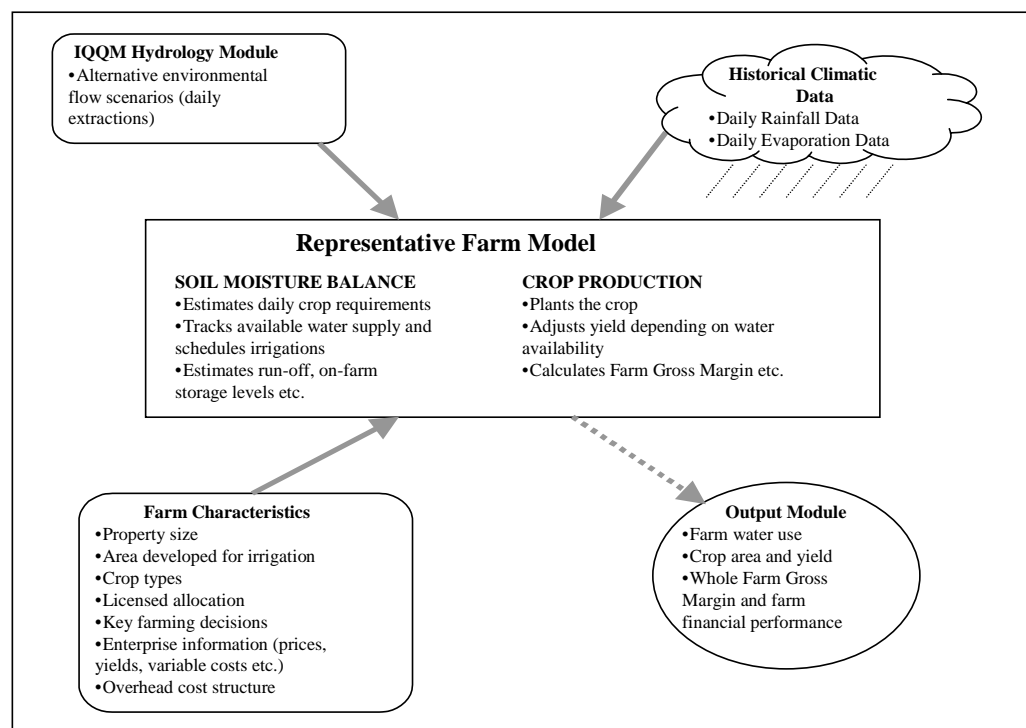 IQQM Hydrology Module
•Alternative environmental
flow scenarios (daily
extractions)
Historical Climatic
Data
•Daily Rainfall Data
•Daily Evaporation Data
Representative Farm Model
SOIL MOISTURE BALANCE
•Estimates daily crop requirements
•Tracks available water supply and
schedules irrigations
•Estimates run-off, on-farm
storage levels etc.
CROP PRODUCTION
•Plants the crop
•Adjusts yield depending on water
availability
•Calculates Farm Gross Margin etc.
Farm Characteristics
•Property size
•Area developed for irrigation
•Crop types
•Licensed allocation
•Key farming decisions
•Enterprise information (prices,
yields, variable costs etc.)
•Overhead cost structure
Output Module
•Farm water use
•Crop area and yield
•Whole Farm Gross
Margin and farm
financial performance